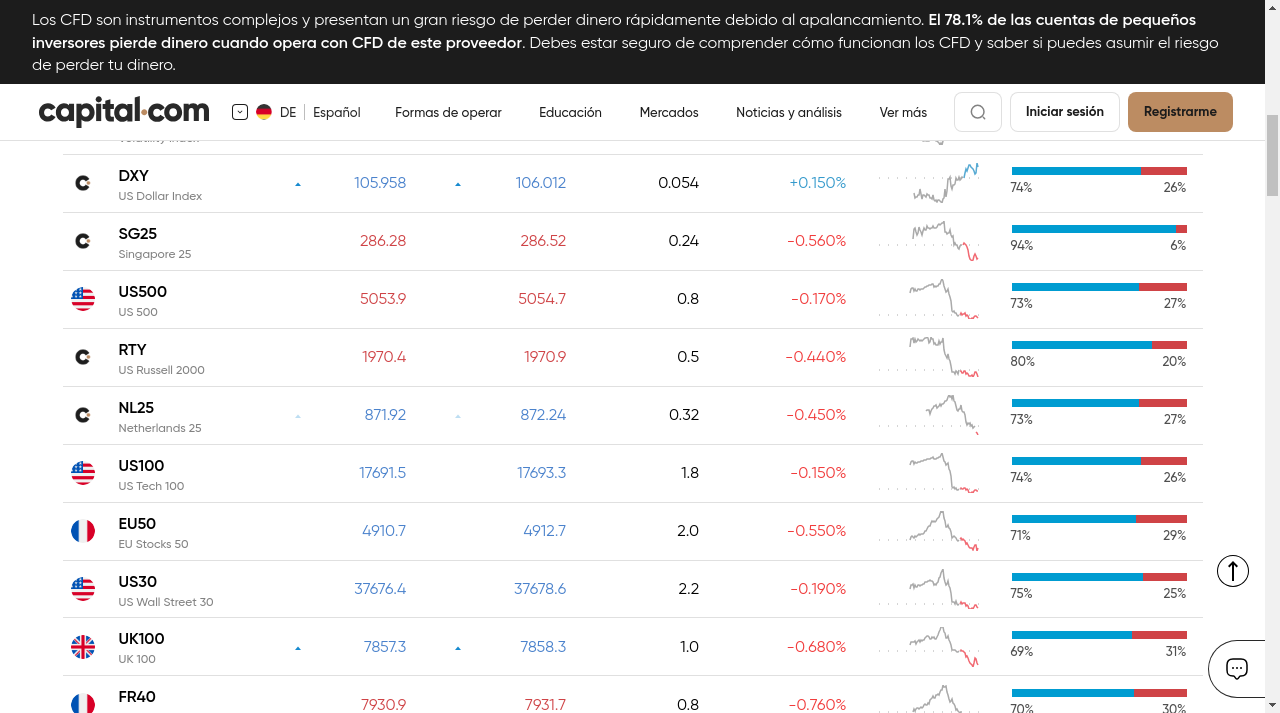 Los CFD son instrumentos complejos y presentan un gran riesgo de perder dinero rápidamente debido al apalancamiento. El 78.1% de las cuentas de pequeños
inversores pierde dinero cuando opera con CFD de este proveedor. Debes estar seguro de comprender cómo funcionan los CFD y saber si puedes asumir el riesgo
de perder tu dinero.
capital.com DE Español Formas de operar Educación Mercados Noticias y análisis Ver más Iniciar sesión Registrarme
Volatility Index
DXY 105.958 106.012 0.054 +0.150%
US Dollar Index 74% 26%
SG25 286.28 286.52 0.24 -0.560%
Singapore 25 94% 6%
US500 5053.9 5054.7 0.8 -0.170%
US 500 73% 27%
RTY 1970.4 1970.9 0.5 -0.440%
US Russell 2000 80% 20%
NL25 871.92 872.24 0.32 -0.450%
Netherlands 25 73% 27%
US100 17691.5 17693.3 1.8 -0.150%
US Tech 100 74% 26%
EU50 4910.7 4912.7 2.0 -0.550%
EU Stocks 50 71% 29%
US30 37676.4 37678.6 2.2 -0.190%
US Wall Street 30 75% 25%
UK100 7857.3 7858.3 1.0 -0.680%
UK 100 69% 31%
FR40 7930.9 7931.7 0.8 -0.760%
70% 30%